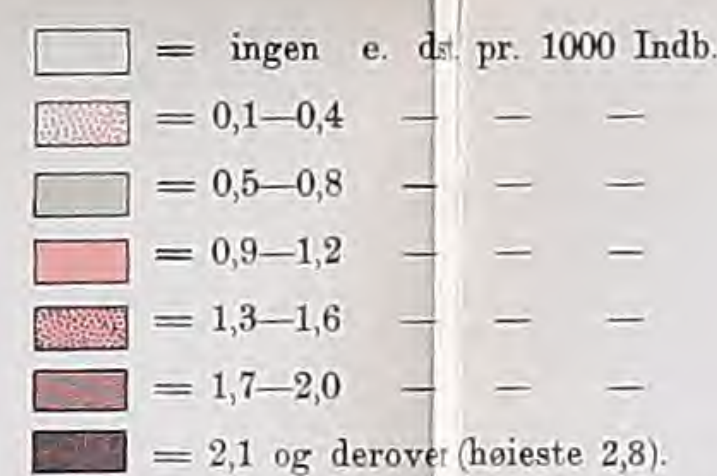 = ingen e. dst. pr. 1000 Indb.
= 0,1—0,4 — — —
= 0,5—0,8 — — —
= 0,9—1,2 — — —
= 1,3—1,6 — — —
= 1,7—2,0 — — —
= 2,1 og derover (høieste 2,8).